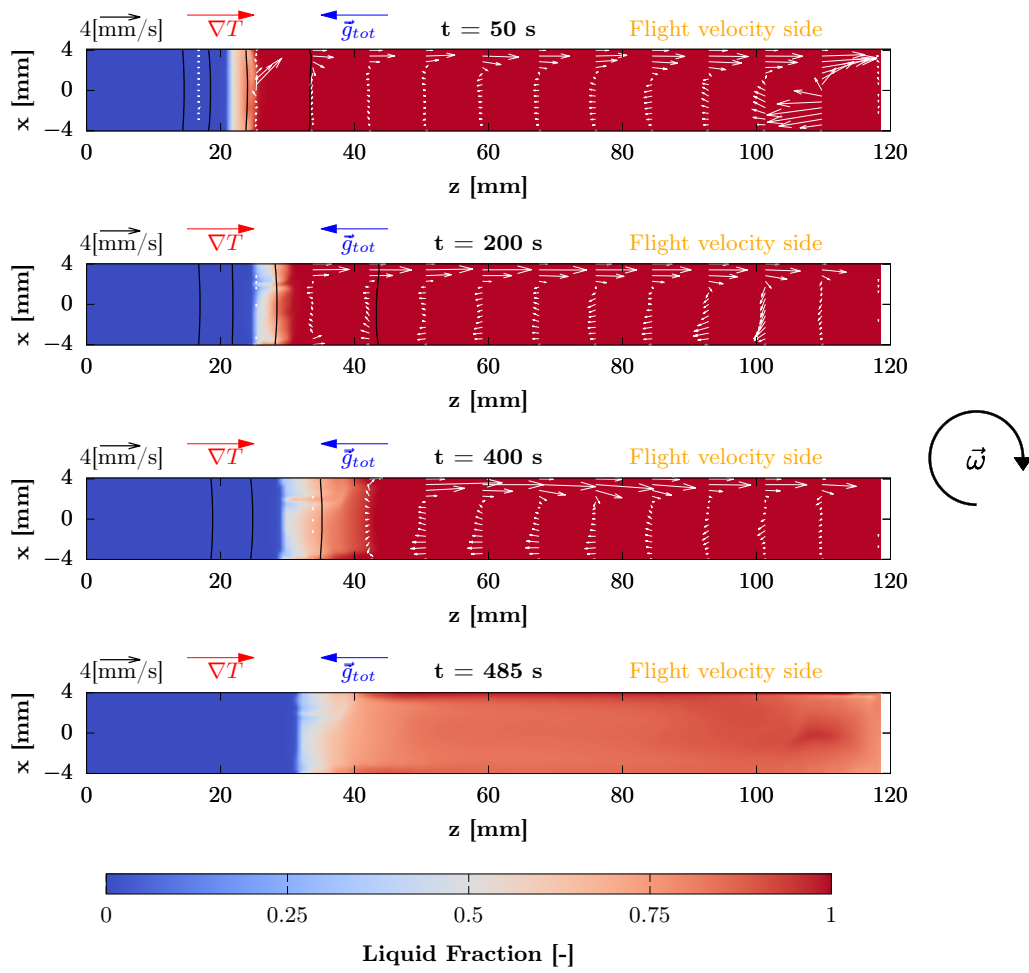 4[mm/s] ∇T g⃗tot t = 50 s Flight velocity side
x [mm]
4
0
−4
0 20 40 60 80 100 120
z [mm]
4[mm/s] ∇T g⃗tot t = 200 s Flight velocity side
x [mm]
4
0
−4
0 20 40 60 80 100 120
z [mm]
4[mm/s] ∇T g⃗tot t = 400 s Flight velocity side
x [mm]
4
0
−4
0 20 40 60 80 100 120
z [mm]
ω⃗
4[mm/s] ∇T g⃗tot t = 485 s Flight velocity side
x [mm]
4
0
−4
0 20 40 60 80 100 120
z [mm]
0 0.25 0.5 0.75 1
Liquid Fraction [-]